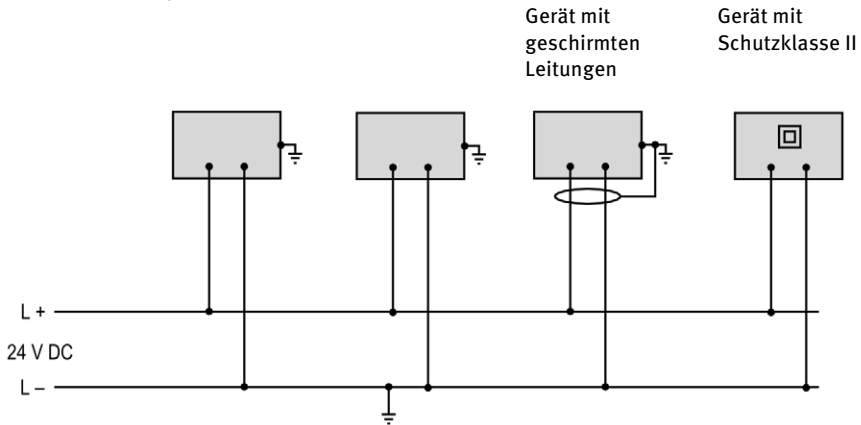 Gerät mit
geschirmten
Leitungen
Gerät mit
Schutzklasse II
L +
24 V DC
L –